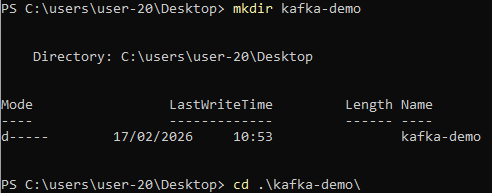 PS C:\users\user-20\Desktop> mkdir kafka-demo
Directory: C:\users\user-20\Desktop
Mode LastWriteTime Length Name
---- ------------- ------ ----
d----- 17/02/2026 10:53 kafka-demo
PS C:\users\user-20\Desktop> cd .\kafka-demo\